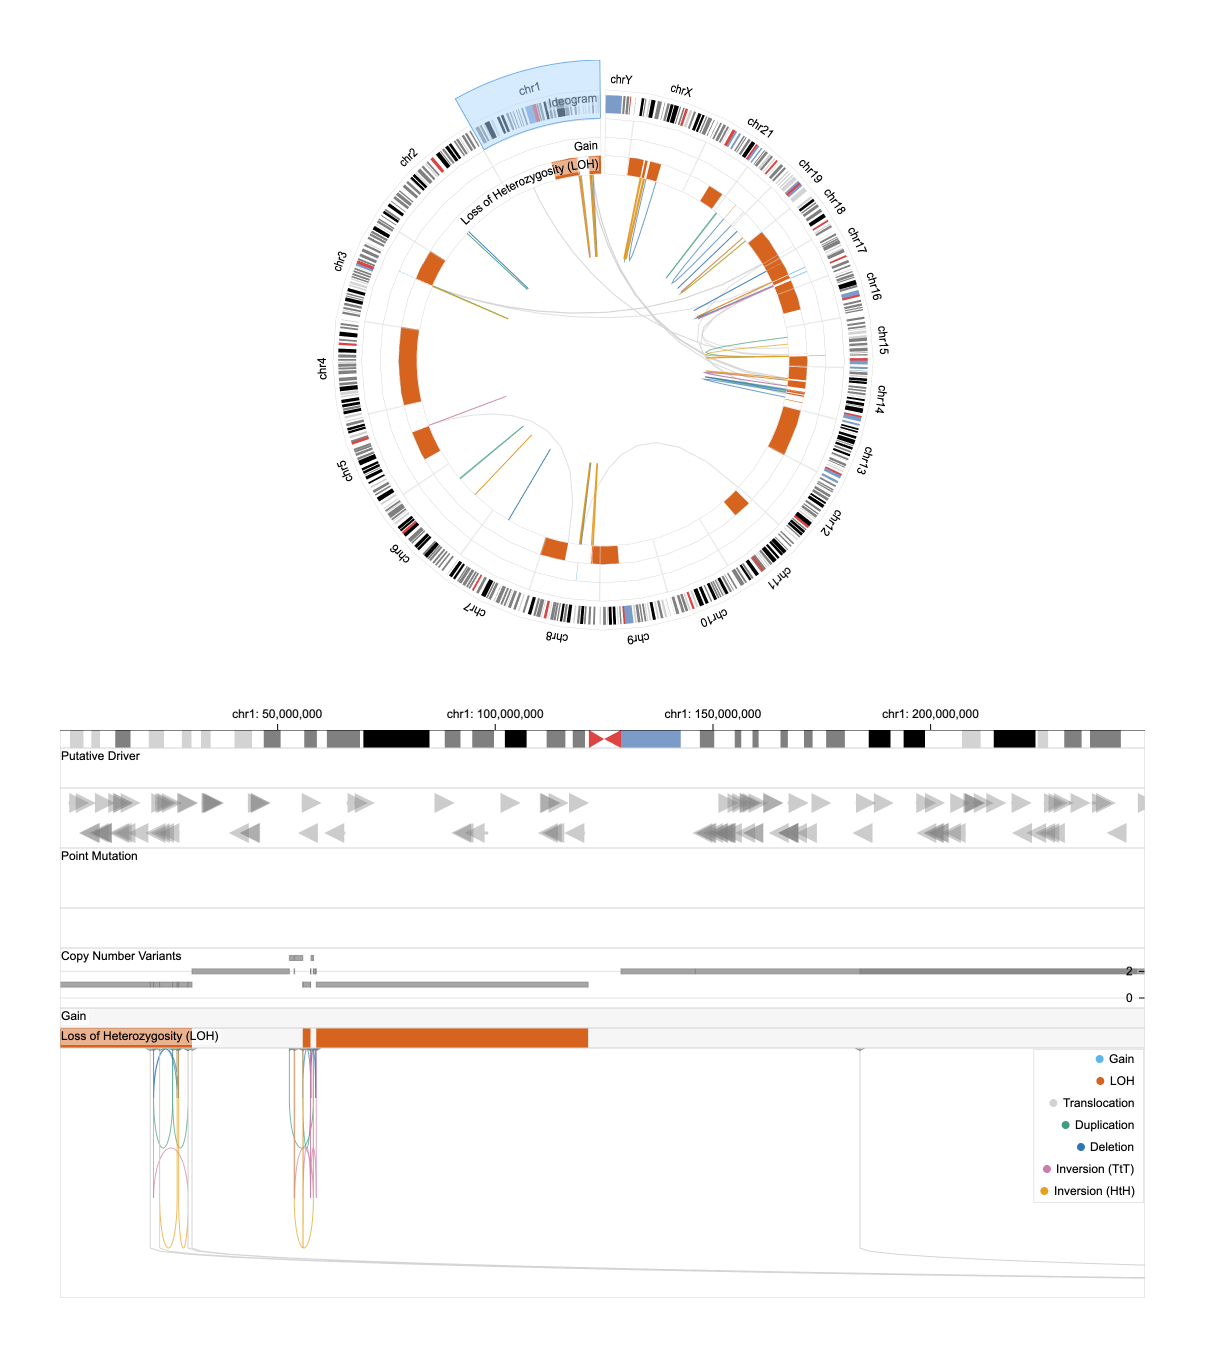 chrY
chrX
chr1
Ideogram
chr21
Gain
chr2
Loss of Heterozygosity (LOH)
chr19
chr18
chr17
chr3
chr16
chr15
chr4
chr14
chr5
chr13
chr12
chr6
chr11
chr7
chr10
chr8
chr9
chr1: 50,000,000
chr1: 100,000,000
chr1: 150,000,000
chr1: 200,000,000
Putative Driver
Point Mutation
Copy Number Variants
2
0
Gain
Loss of Heterozygosity (LOH)
Gain
LOH
Translocation
Duplication
Deletion
Inversion (TtT)
Inversion (HtH)